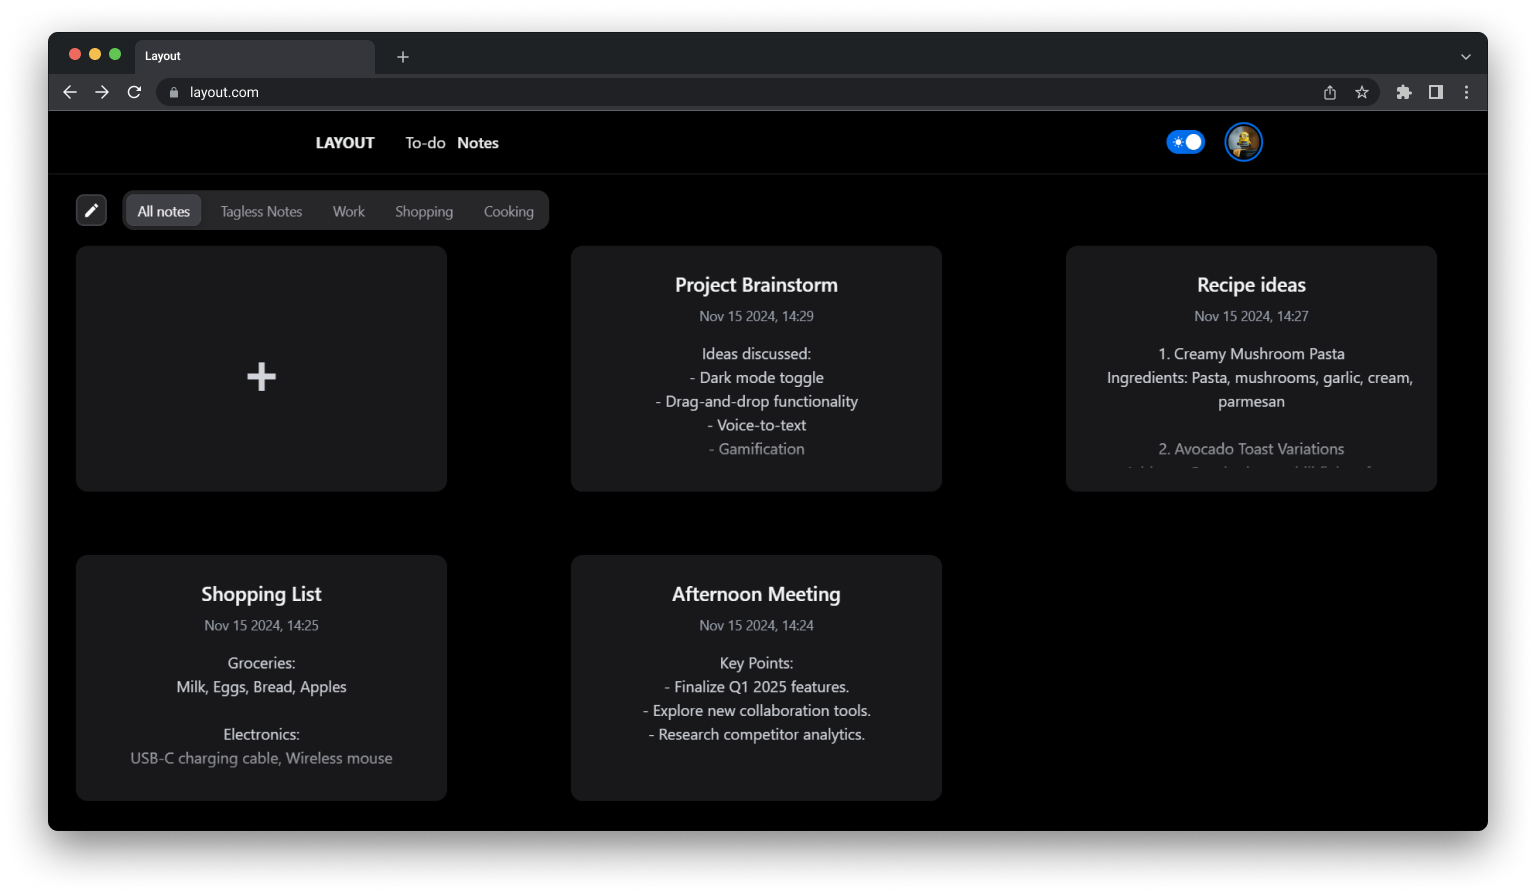 Layout
layout.com
LAYOUT To-do Notes
All notes Tagless Notes Work Shopping Cooking
Project Brainstorm
Nov 15 2024, 14:29
Ideas discussed:
- Dark mode toggle
- Drag-and-drop functionality
- Voice-to-text
- Gamification
Recipe ideas
Nov 15 2024, 14:27
1. Creamy Mushroom Pasta
Ingredients: Pasta, mushrooms, garlic, cream,
parmesan
2. Avocado Toast Variations
Shopping List
Nov 15 2024, 14:25
Groceries:
Milk, Eggs, Bread, Apples
Electronics:
USB-C charging cable, Wireless mouse
Afternoon Meeting
Nov 15 2024, 14:24
Key Points:
- Finalize Q1 2025 features.
- Explore new collaboration tools.
- Research competitor analytics.